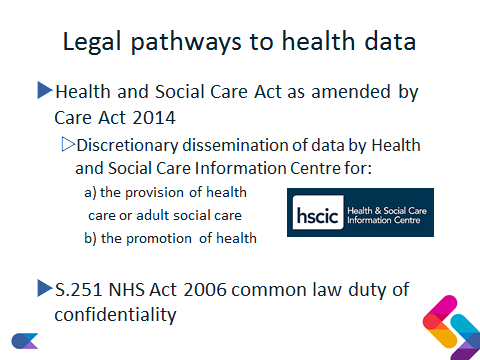 Legal pathways to health data
Health and Social Care Act as amended by
Care Act 2014
Discretionary dissemination of data by Health
and Social Care Information Centre for:
a) the provision of health
care or adult social care
b) the promotion of health
hscic Health & Social Care
Information Centre
S.251 NHS Act 2006 common law duty of
confidentiality